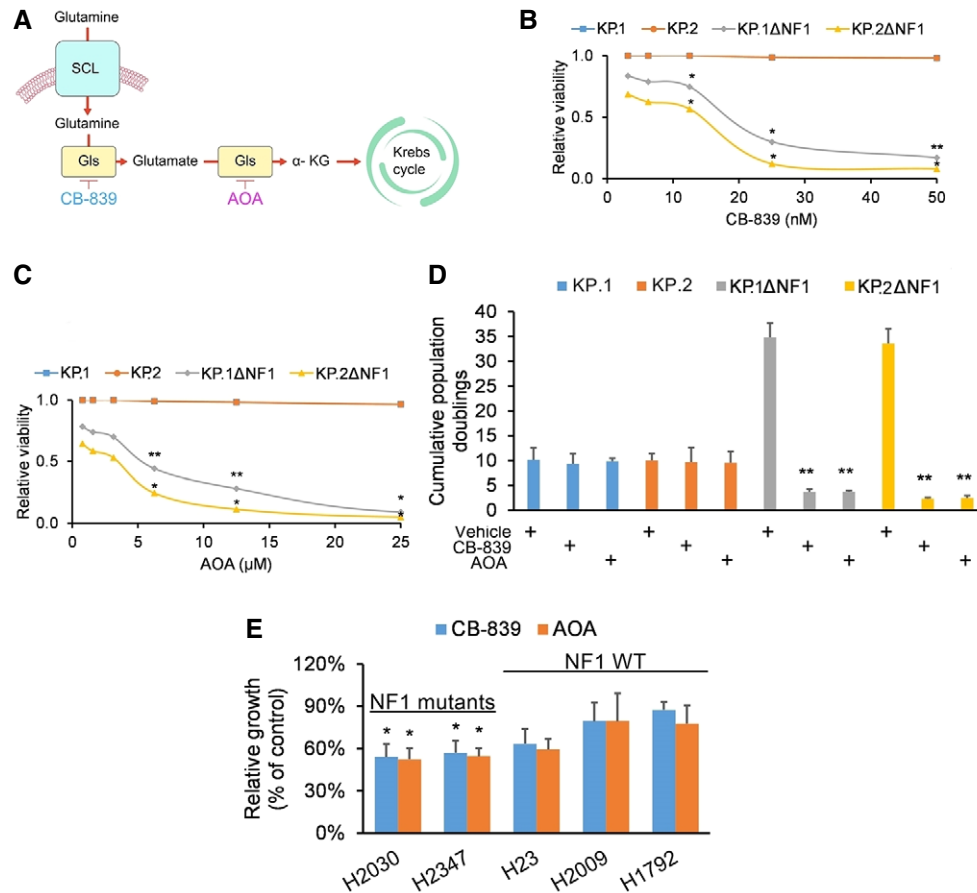 A
Glutamine
SCL
Glutamine
Gls
Glutamate
Gls
α- KG
Krebs
cycle
CB-839
AOA
B
KP.1
KP.2
KP.1ΔNF1
KP.2ΔNF1
Relative viability
1.0
0.5
0.0
*
*
*
*
**
*
0
10
20
30
40
50
CB-839 (nM)
C
KP.1
KP.2
KP.1ΔNF1
KP.2ΔNF1
Relative viability
1.0
0.5
0.0
**
*
**
*
*
*
0
5
10
15
20
25
AOA (µM)
D
KP.1
KP.2
KP.1ΔNF1
KP.2ΔNF1
Cumulative population
doublings
40
35
30
25
20
15
10
5
0
** ** ** **
Vehicle + + + +
CB-839 + + + +
AOA + + + +
E
CB-839
AOA
Relative growth
(% of control)
120%
90%
60%
30%
0%
NF1 WT
NF1 mutants
* * * *
H2030
H2347
H23
H2009
H1792